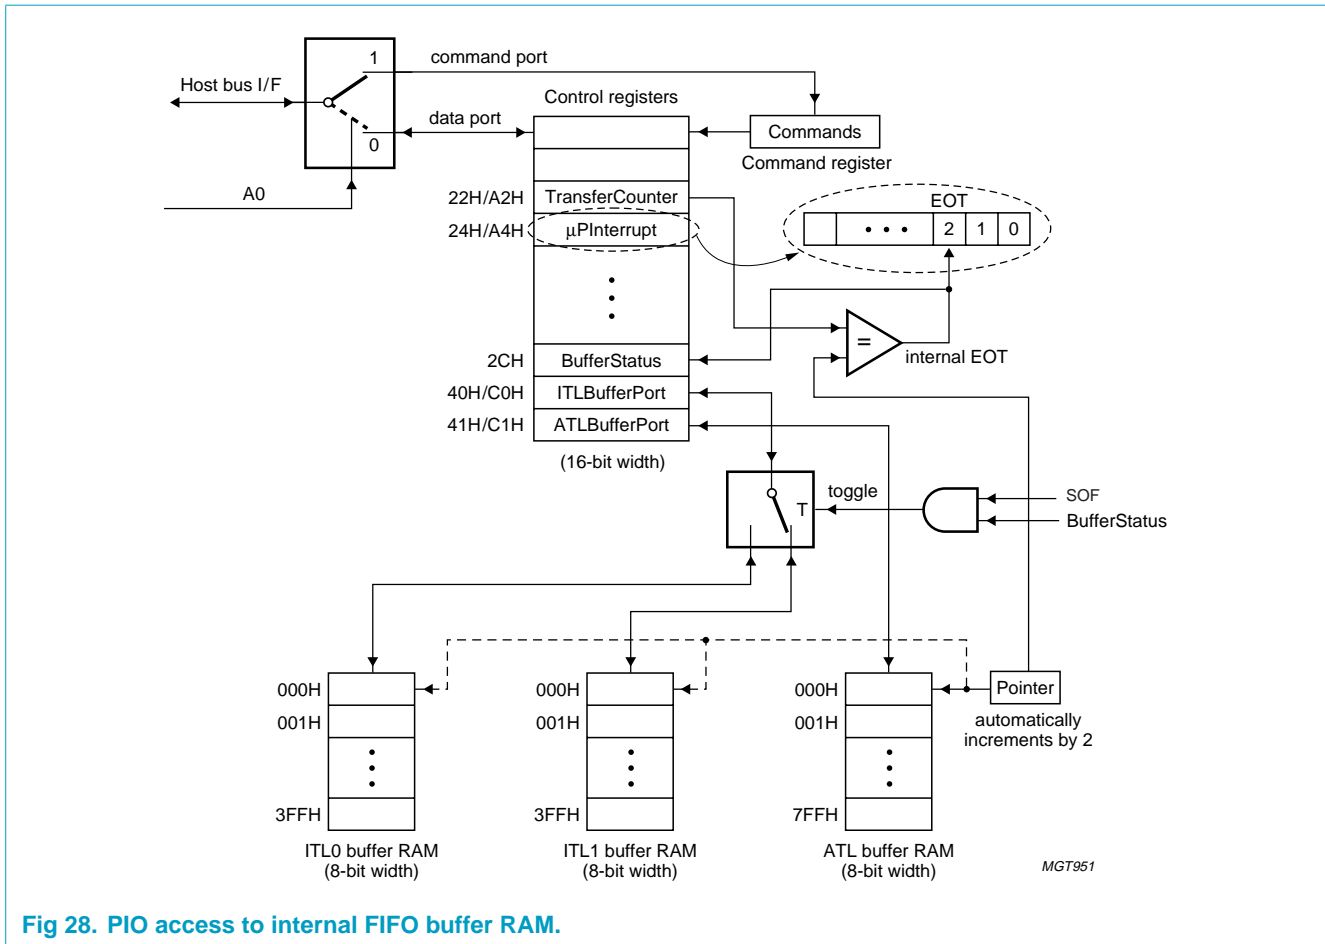 1
command port
Host bus I/F
Control registers
data port
0
Commands
Command register
A0
22H/A2H
TransferCounter
EOT
24H/A4H
μPInterrupt
• • •
2
1
0
=
internal EOT
2CH
BufferStatus
40H/C0H
ITLBufferPort
41H/C1H
ATLBufferPort
(16-bit width)
toggle
T
SOF
BufferStatus
000H
000H
000H
Pointer
001H
001H
001H
automatically
increments by 2
3FFH
3FFH
7FFH
ITL0 buffer RAM
(8-bit width)
ITL1 buffer RAM
(8-bit width)
ATL buffer RAM
(8-bit width)
MGT951
Fig 28. PIO access to internal FIFO buffer RAM.